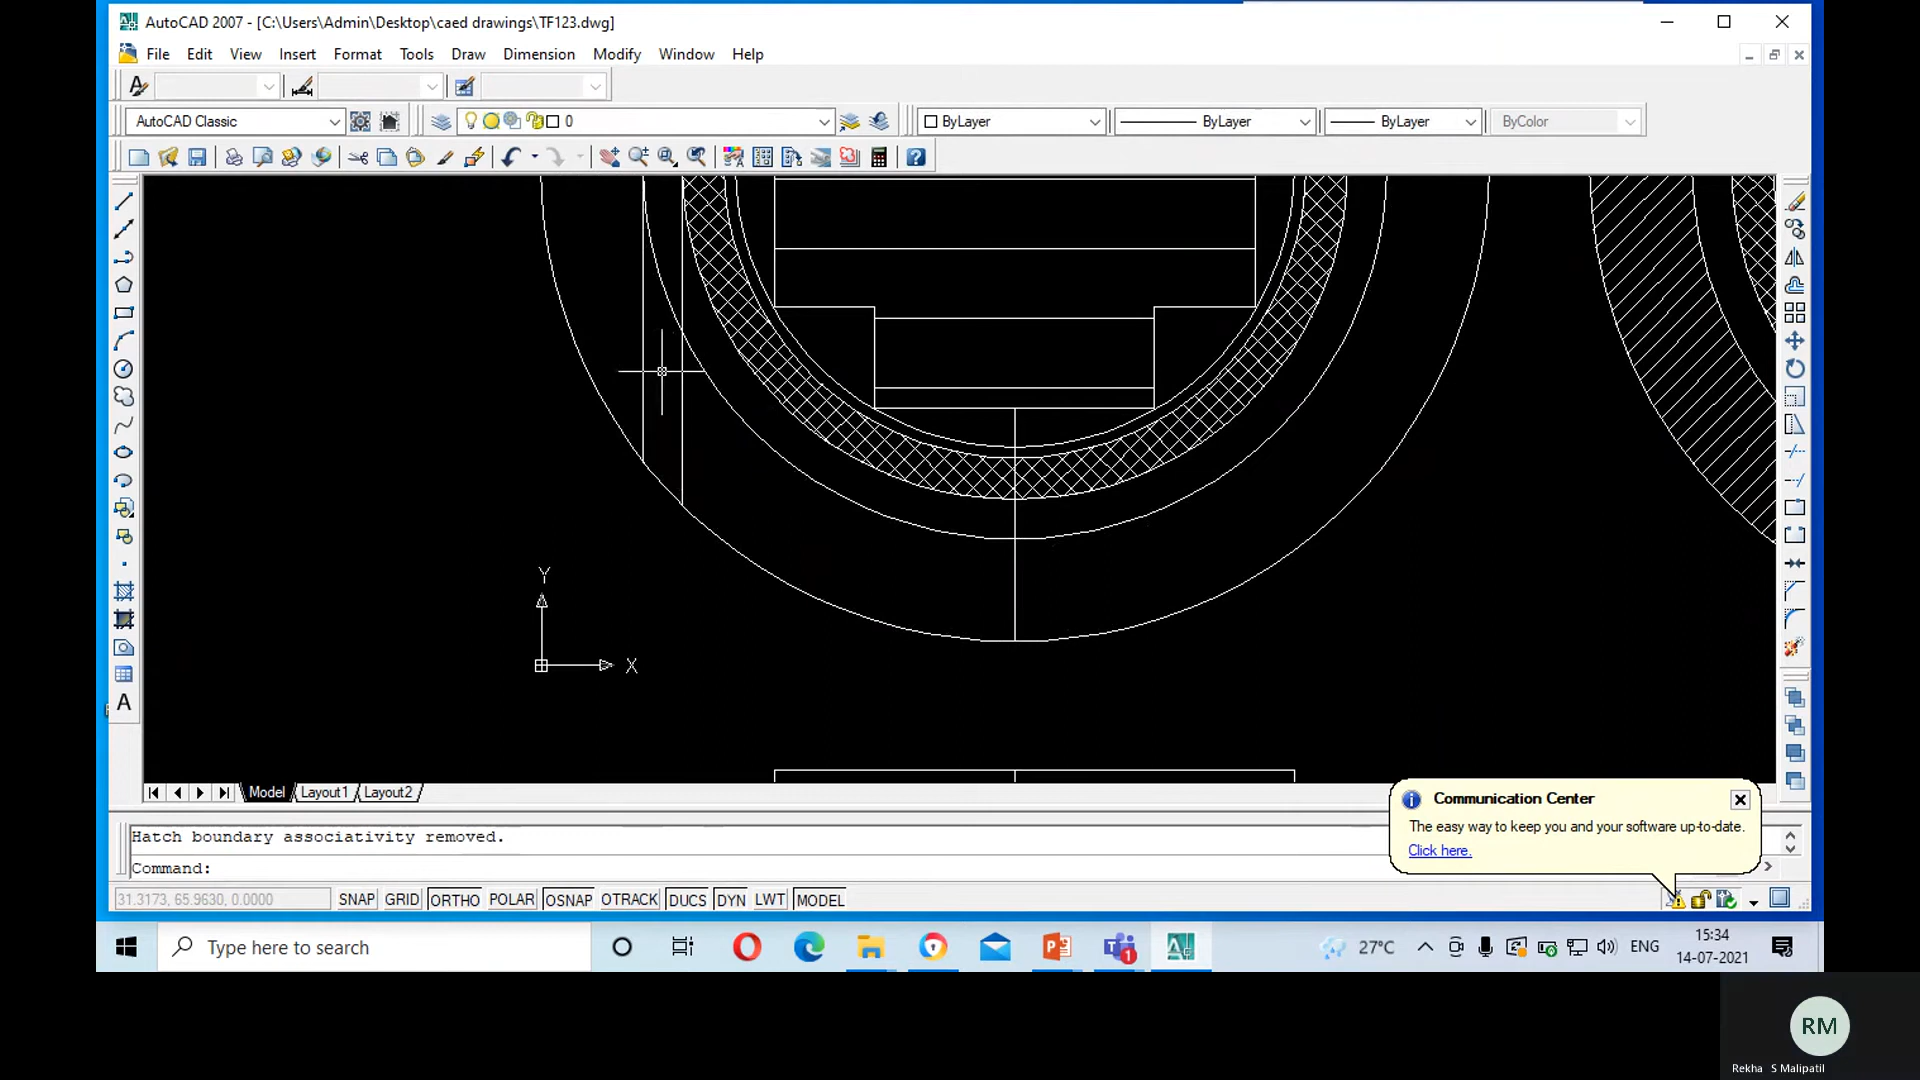 AutoCAD 2007 - [C:\Users\Admin\Desktop\caed drawings\TF123.dwg]
File Edit View Insert Format Tools Draw Dimension Modify Window Help
AutoCAD Classic 0 ByLayer ByLayer ByLayer ByColor
Y
X
A
Model Layout1 Layout2
Hatch boundary associativity removed.
Command:
Communication Center
The easy way to keep you and your software up-to-date.
Click here.
31.3173, 65.9630, 0.0000 SNAP GRID ORTHO POLAR OSNAP OTRACK DUCS DYN LWT MODEL
Type here to search 1 27°C ENG 15:34
14-07-2021
RM
Rekha S Malipatil